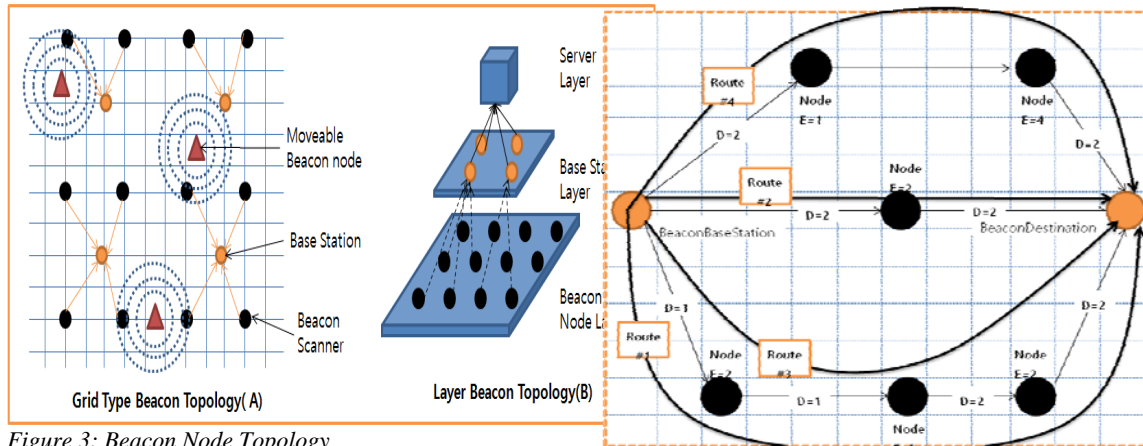 Moveable
Beacon node
Base Station
Beacon
Scanner
Grid Type Beacon Topology( A)
Server
Layer
Base Sta
Layer
Beacon
Node La
Layer Beacon Topology(B)
Route
#4
Node
E=1
Node
E=4
D=2
D=2
Route
#2
Node
E=2
D=2
D=2
BeaconBaseStation
BeaconDestination
D=3
D=2
Route
#1
Route
#3
Node
E=2
Node
E=2
D=1
D=2
Node
Figure 3: Beacon Node Topology